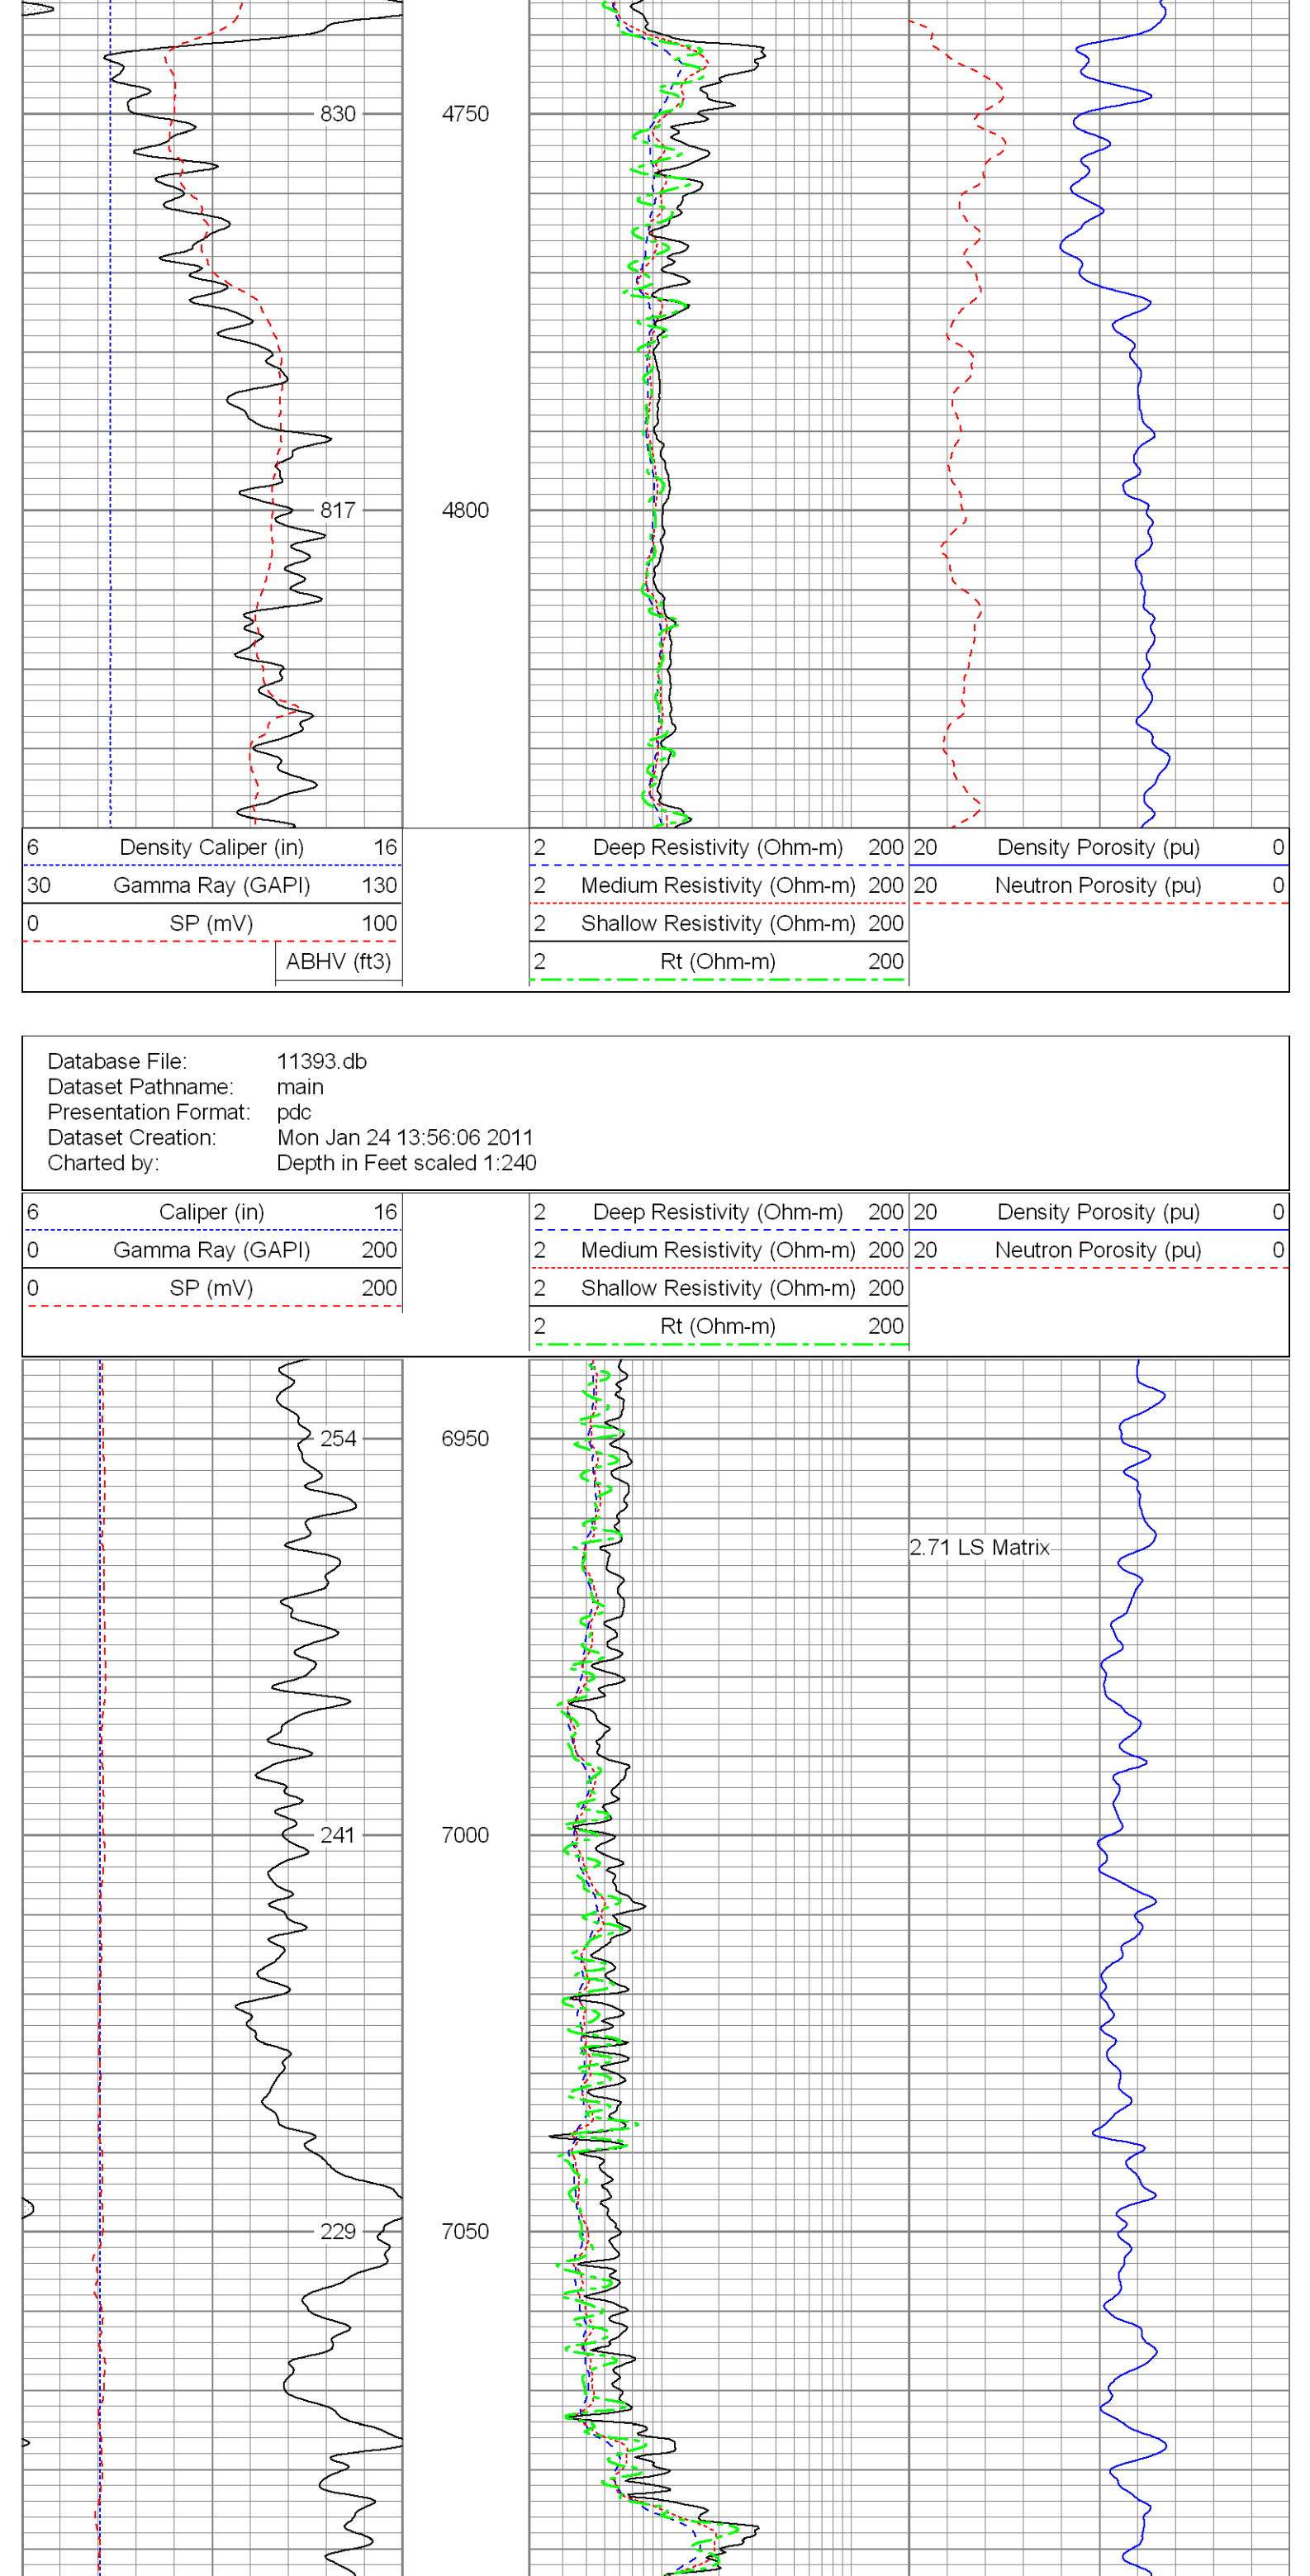 830 4750
817 4800
6 Density Caliper (in) 16 2 Deep Resistivity (Ohm-m) 200 20 Density Porosity (pu) 0
30 Gamma Ray (GAPI) 130 2 Medium Resistivity (Ohm-m) 200 20 Neutron Porosity (pu) 0
0 SP (mV) 100 2 Shallow Resistivity (Ohm-m) 200
ABHV (ft3) 2 Rt (Ohm-m) 200
Database File: 11393.db
Dataset Pathname: main
Presentation Format: pdc
Dataset Creation: Mon Jan 24 13:56:06 2011
Charted by: Depth in Feet scaled 1:240
6 Caliper (in) 16 2 Deep Resistivity (Ohm-m) 200 20 Density Porosity (pu) 0
0 Gamma Ray (GAPI) 200 2 Medium Resistivity (Ohm-m) 200 20 Neutron Porosity (pu) 0
0 SP (mV) 200 2 Shallow Resistivity (Ohm-m) 200
2 Rt (Ohm-m) 200
254 6950
2.71 LS Matrix
241 7000
229 7050